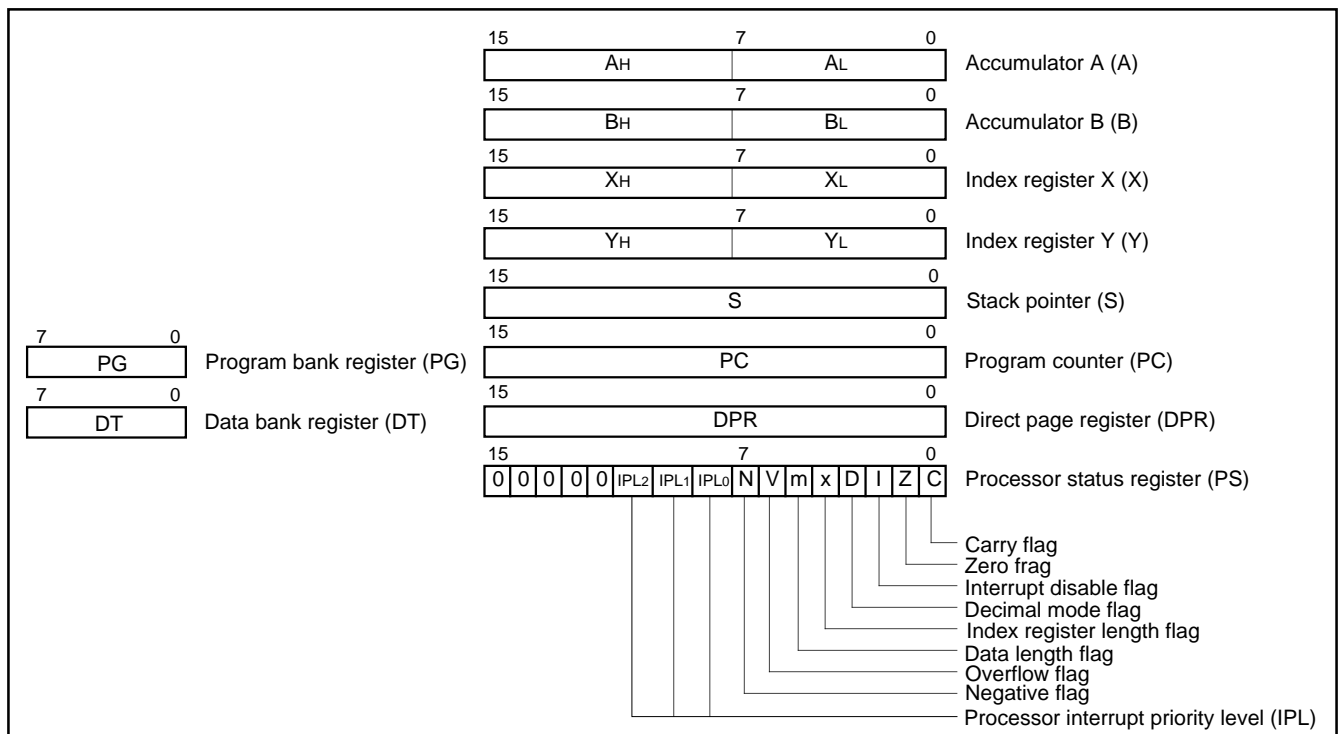 15 7 0
AH AL Accumulator A (A)
15 7 0
BH BL Accumulator B (B)
15 7 0
XH XL Index register X (X)
15 7 0
YH YL Index register Y (Y)
15 0
S Stack pointer (S)
7 0 15 0
PG Program bank register (PG) PC Program counter (PC)
7 0 15 0
DT Data bank register (DT) DPR Direct page register (DPR)
15 7 0
0 0 0 0 0 IPL2 IPL1 IPL0 N V m x D I Z C Processor status register (PS)
Carry flag
Zero frag
Interrupt disable flag
Decimal mode flag
Index register length flag
Data length flag
Overflow flag
Negative flag
Processor interrupt priority level (IPL)